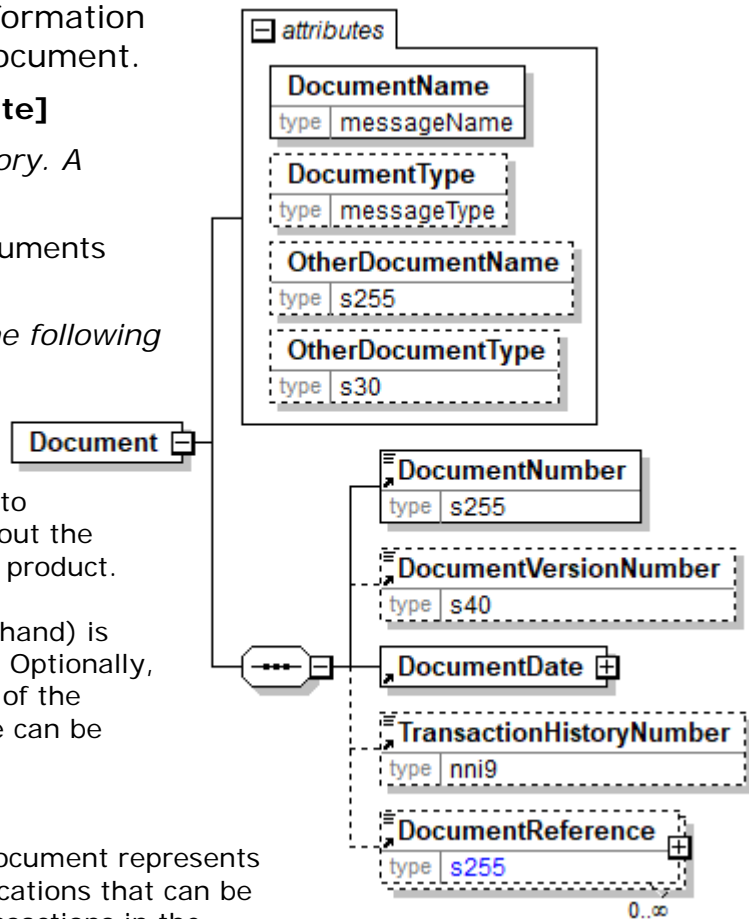 formation
ocument.
te]
ory. A
uments
e following
to
out the
product.
hand) is
Optionally,
of the
e can be
ocument represents
cations that can be
attributes
DocumentName
type messageName
DocumentType
type messageType
OtherDocumentName
type s255
OtherDocumentType
type s30
Document
DocumentNumber
type s255
DocumentVersionNumber
type s40
DocumentDate
TransactionHistoryNumber
type nni9
DocumentReference
type s255
0..∞